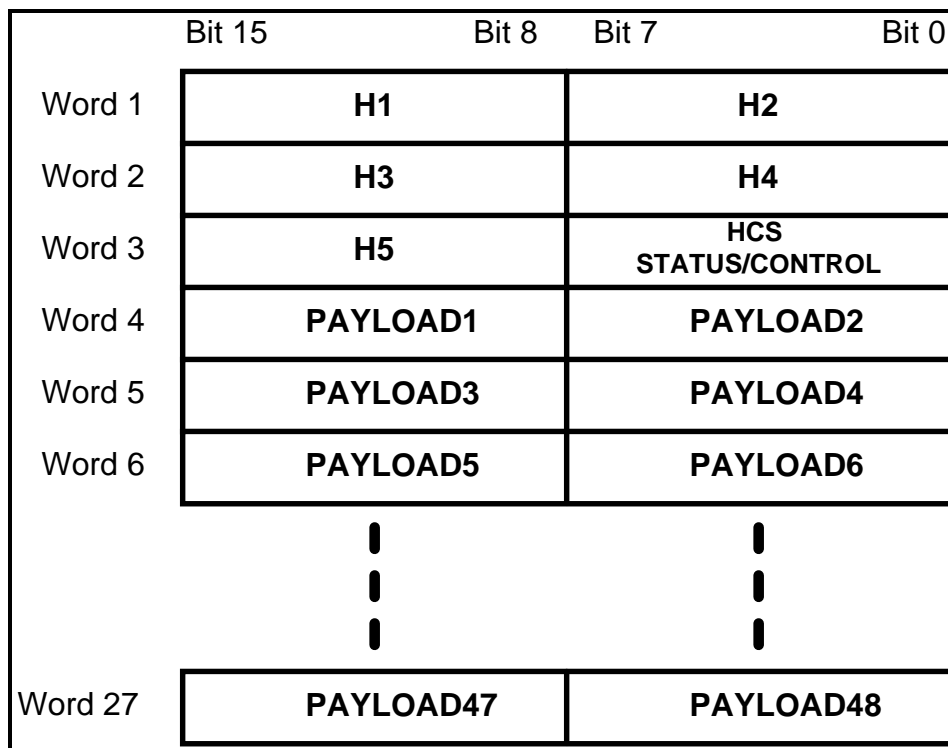 Bit 15 Bit 8 Bit 7 Bit 0
Word 1 H1 H2
Word 2 H3 H4
Word 3 H5 HCS
STATUS/CONTROL
Word 4 PAYLOAD1 PAYLOAD2
Word 5 PAYLOAD3 PAYLOAD4
Word 6 PAYLOAD5 PAYLOAD6
Word 27 PAYLOAD47 PAYLOAD48